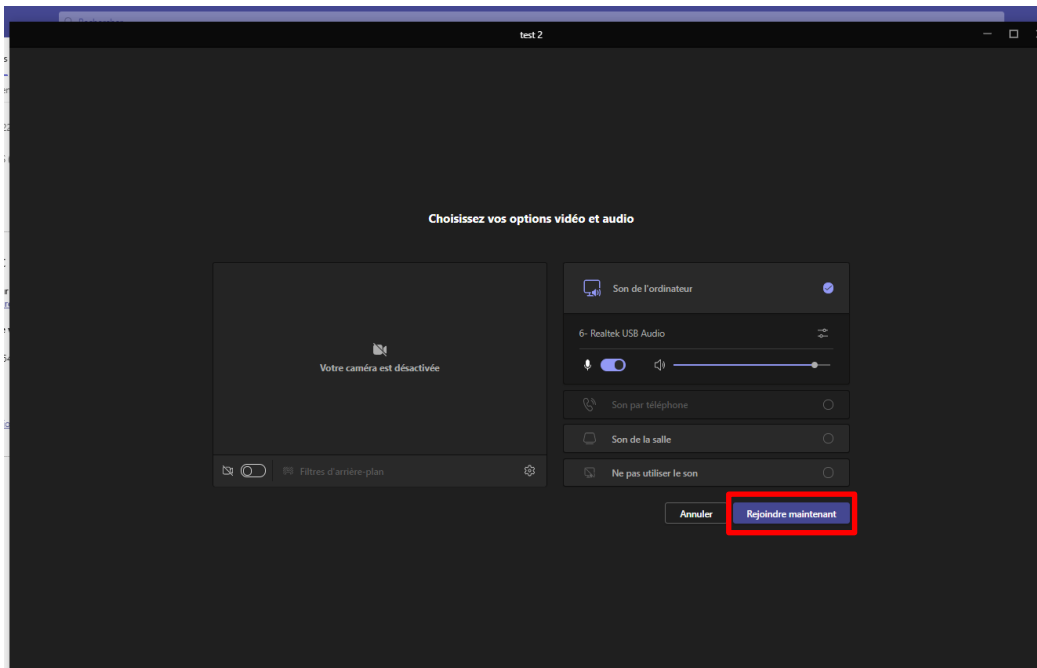 test 2
Choisissez vos options vidéo et audio
Votre caméra est désactivée
Filtres d'arrière-plan
Son de l'ordinateur
6- Realtek USB Audio
Son par téléphone
Son de la salle
Ne pas utiliser le son
Annuler
Rejoindre maintenant